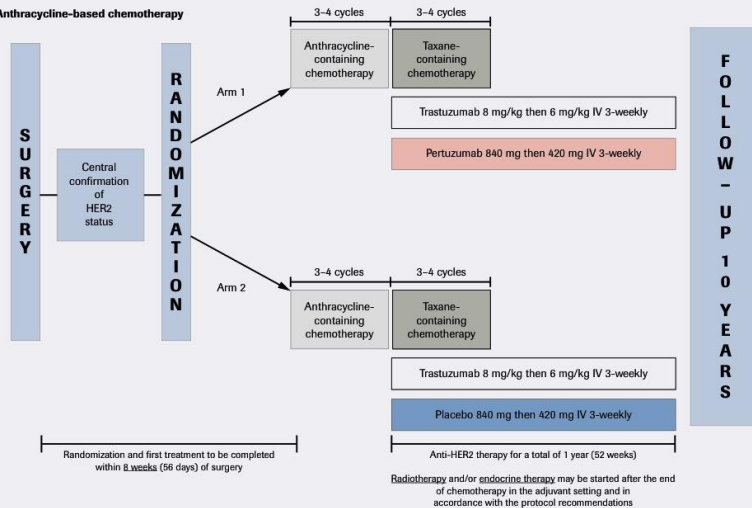 Anthracycline-based chemotherapy
SURGERY
Central
confirmation
of
HER2
status
RANDOMIZATION
Arm 1
3–4 cycles
3–4 cycles
Anthracycline-
containing
chemotherapy
Taxane-
containing
chemotherapy
Trastuzumab 8 mg/kg then 6 mg/kg IV 3-weekly
Pertuzumab 840 mg then 420 mg IV 3-weekly
Arm 2
3–4 cycles
3–4 cycles
Anthracycline-
containing
chemotherapy
Taxane-
containing
chemotherapy
Trastuzumab 8 mg/kg then 6 mg/kg IV 3-weekly
Placebo 840 mg then 420 mg IV 3-weekly
FOLLOW–UP 10 YEARS
Randomization and first treatment to be completed
within 8 weeks (56 days) of surgery
Anti-HER2 therapy for a total of 1 year (52 weeks)
Radiotherapy and/or endocrine therapy may be started after the end
of chemotherapy in the adjuvant setting and in
accordance with the protocol recommendations